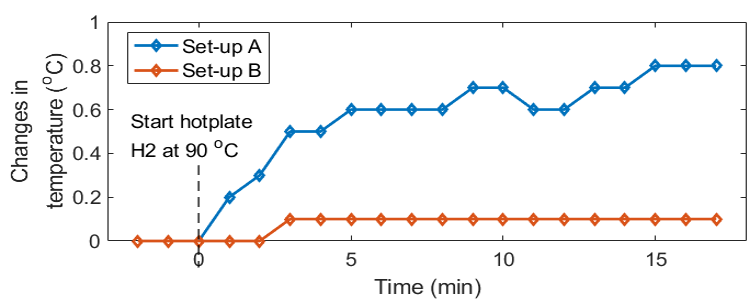 1
0.8
0.6
0.4
0.2
0
Changes in
temperature (°C)
Set-up A
Set-up B
Start hotplate
H2 at 90 °C
0
5
10
15
Time (min)